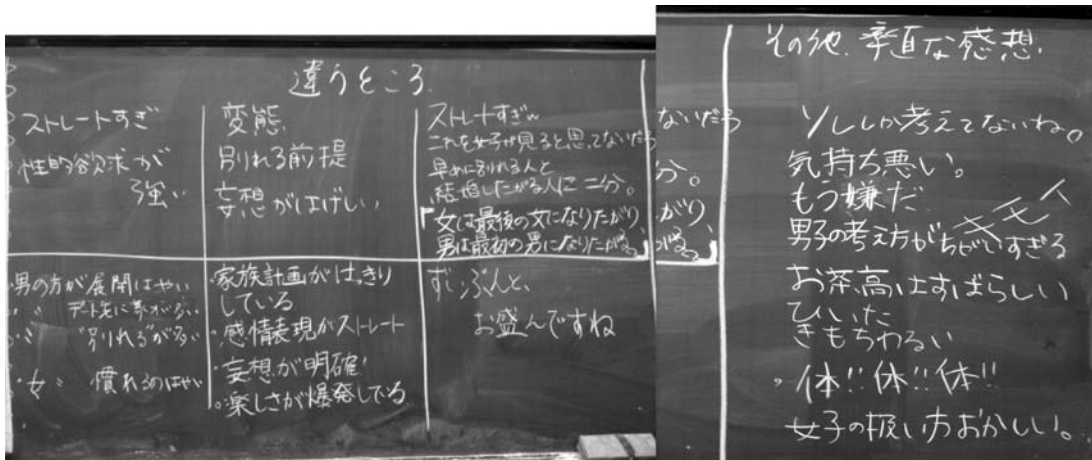 違うところ.
ストレートすぎ
性的欲求が
強い
変態
別れる前提
妄想がはげしい
ストレートすぎw
これを女子が見ると思ってないだろ
早めに別れる人と
結婚したがる人に二分。
「女は最後の女になりたがり、
男は最初の男になりたがる。」
・男の方が展開はやい
〃 〃 デート先に家が多い
〃 "別れる"が多い
・女〃 慣れるのはやい
・家族計画がはっきり
している
・感情表現がストレート
・妄想が明確!
・楽しさが爆発している
ずいぶんと、
お盛んですね
ないだろ
分。
がり、
がる。」
その他. 率直な感想.
ソレしか考えてないね。
気持ち悪い。
もう嫌だ
キモイ
男子の考え方がちがいすぎる
お茶高はすばらしい
ひいた
きもちわるい
・体!!体!!体!!
女子の扱い方おかしい。